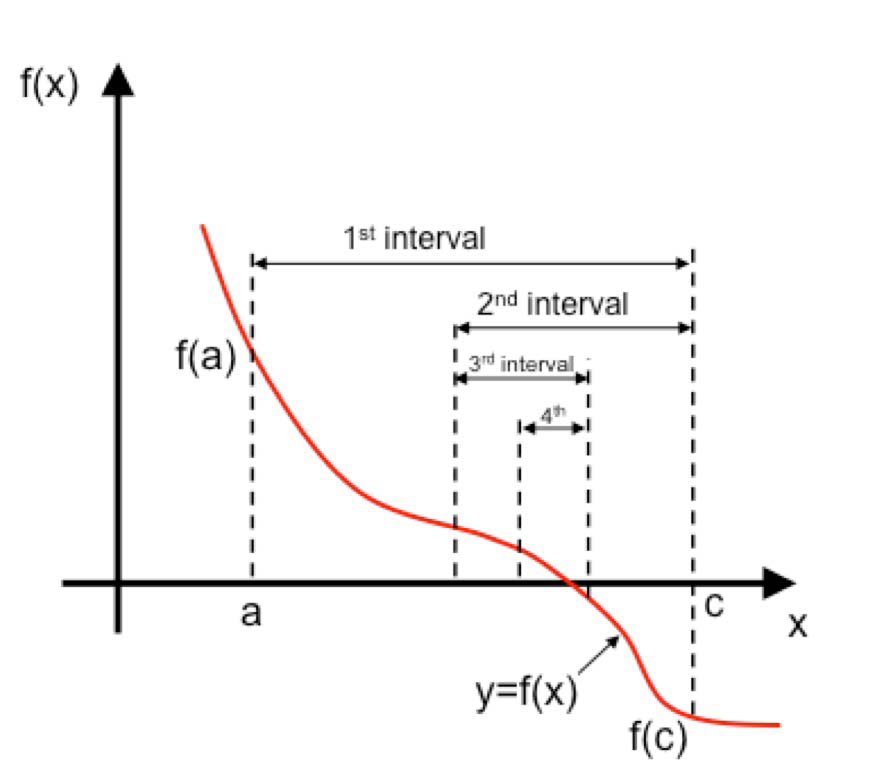 f(x)
1st interval
2nd interval
f(a)
3rd interval
4th
a
c
x
y=f(x)
f(c)